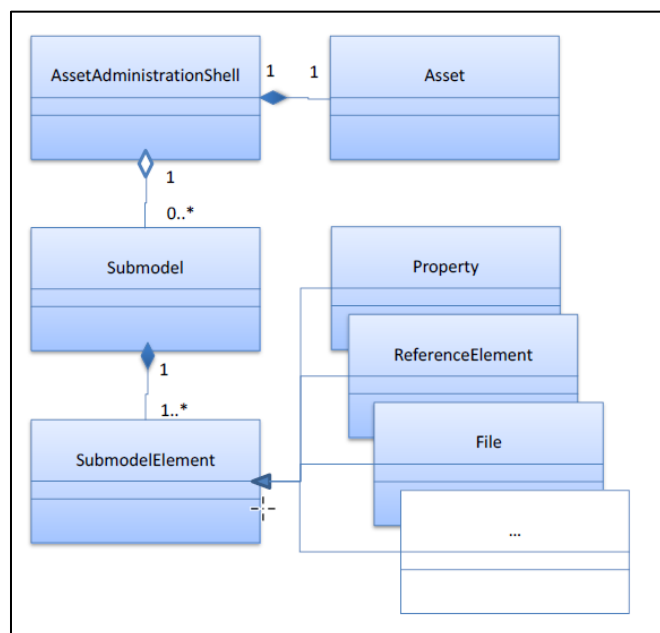 AssetAdministrationShell
1
1
Asset
1
0..*
Submodel
Property
1
ReferenceElement
1..*
SubmodelElement
File
...